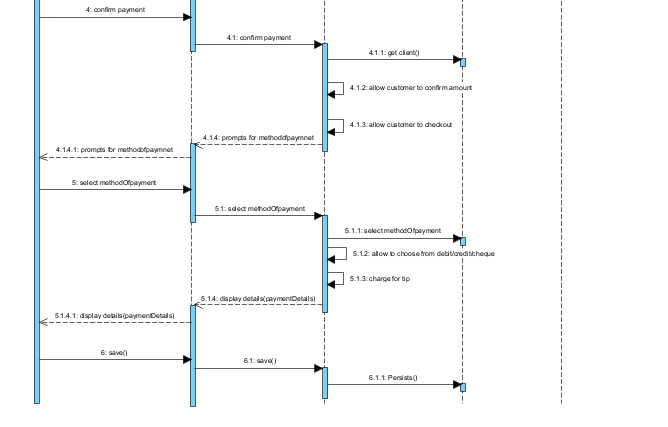 4: confirm payment
4.1: confirm payment
4.1.1: get client()
4.1.2: allow customer to confirm amount
4.1.3: allow customer to checkout
4.1.4: prompts for methodofpaymnet
4.1.4.1: prompts for methodofpaymnet
5: select methodOfpayment
5.1: select methodOfpayment
5.1.1: select methodOfpayment
5.1.2: allow to choose from debit/credit/cheque
5.1.3: charge for tip
5.1.4: display details(paymentDetails)
5.1.4.1: display details(paymntDetails)
6: save()
6.1: save()
6.1.1: Persists()